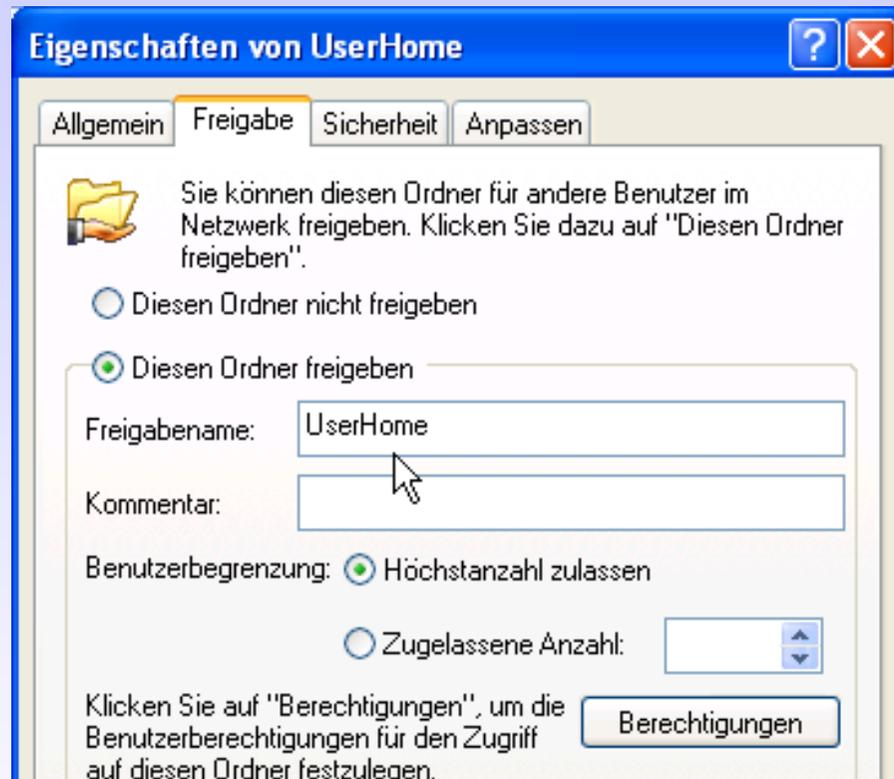 Eigenschaften von UserHome
Allgemein Freigabe Sicherheit Anpassen
Sie können diesen Ordner für andere Benutzer im
Netzwerk freigeben. Klicken Sie dazu auf "Diesen Ordner
freigeben".
Diesen Ordner nicht freigeben
Diesen Ordner freigeben
Freigabename: UserHome
Kommentar:
Benutzerbegrenzung: Höchstanzahl zulassen
Zugelassene Anzahl:
Klicken Sie auf "Berechtigungen", um die
Benutzerberechtigungen für den Zugriff
auf diesen Ordner festzulegen.
Berechtigungen